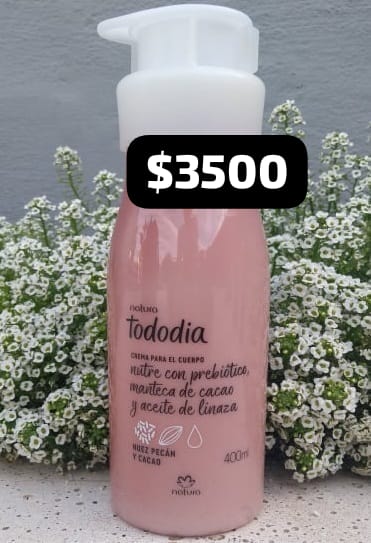 $3500
natura
tododia
CREMA PARA EL CUERPO
nutre con prebiótico,
manteca de cacao
y aceite de linaza
NUEZ PECÁN
Y CACAO
400ml
natura